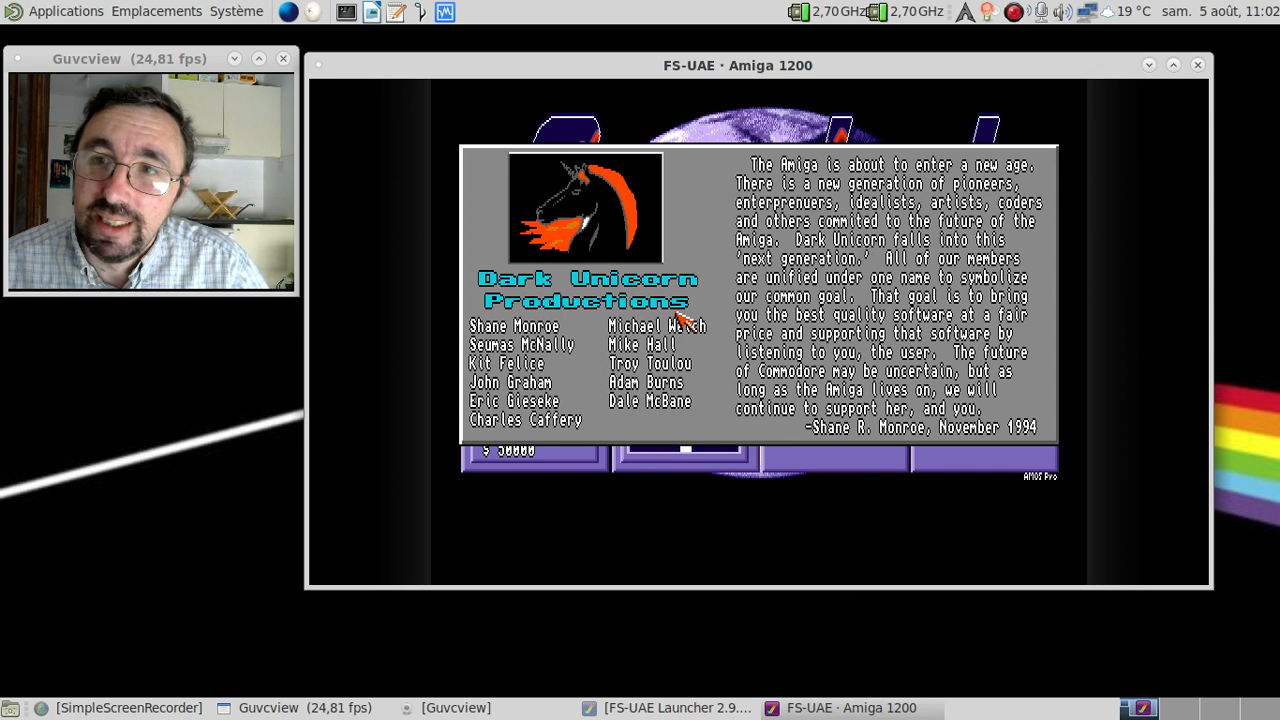 Applications Emplacements Système
2,70 GHz 2,70 GHz 19 °C sam. 5 août, 11:02
Guvcview (24,81 fps)
FS-UAE · Amiga 1200
Dark Unicorn
Productions
Shane Monroe
Seumas McNally
Kit Felice
John Graham
Eric Gieseke
Charles Caffery
Michael
Mike Hall
Troy Toulou
Adam Burns
Dale McBane
The Amiga is about to enter a new age.
There is a new generation of pioneers,
enterprenuers, idealists, artists, coders
and others commited to the future of the
Amiga. Dark Unicorn falls into this
'next generation.' All of our members
are unified under one name to symbolize
our common goal. That goal is to bring
you the best quality software at a fair
price and supporting that software by
listening to you, the user. The future
of Commodore may be uncertain, but as
long as the Amiga lives on, we will
continue to support her, and you.
-Shane R. Monroe, November 1994
$ 50000
AMOS Pro
[SimpleScreenRecorder] Guvcview (24,81 fps) [Guvcview] [FS-UAE Launcher 2.9.... FS-UAE · Amiga 1200